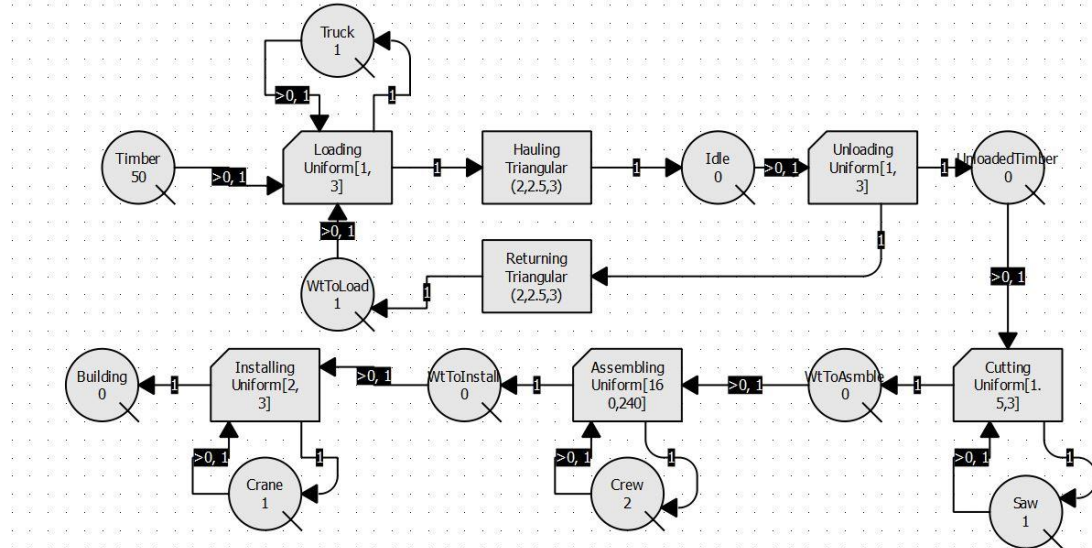 Truck
1
>0, 1
1
Timber
50
>0, 1
Loading
Uniform[1,
3]
1
Hauling
Triangular
(2,2.5,3)
1
Idle
0
>0, 1
Unloading
Uniform[1,
3]
1
UnloadedTimber
0
>0, 1
1
Returning
Triangular
(2,2.5,3)
1
WtToLoad
1
>0, 1
Building
0
1
Installing
Uniform[2,
3]
>0, 1
WtToInstall
0
1
Assembling
Uniform[16
0,240]
>0, 1
WtToAsmble
0
1
Cutting
Uniform[1.
5,3]
>0, 1
1
Crane
1
>0, 1
1
Crew
2
>0, 1
1
Saw
1